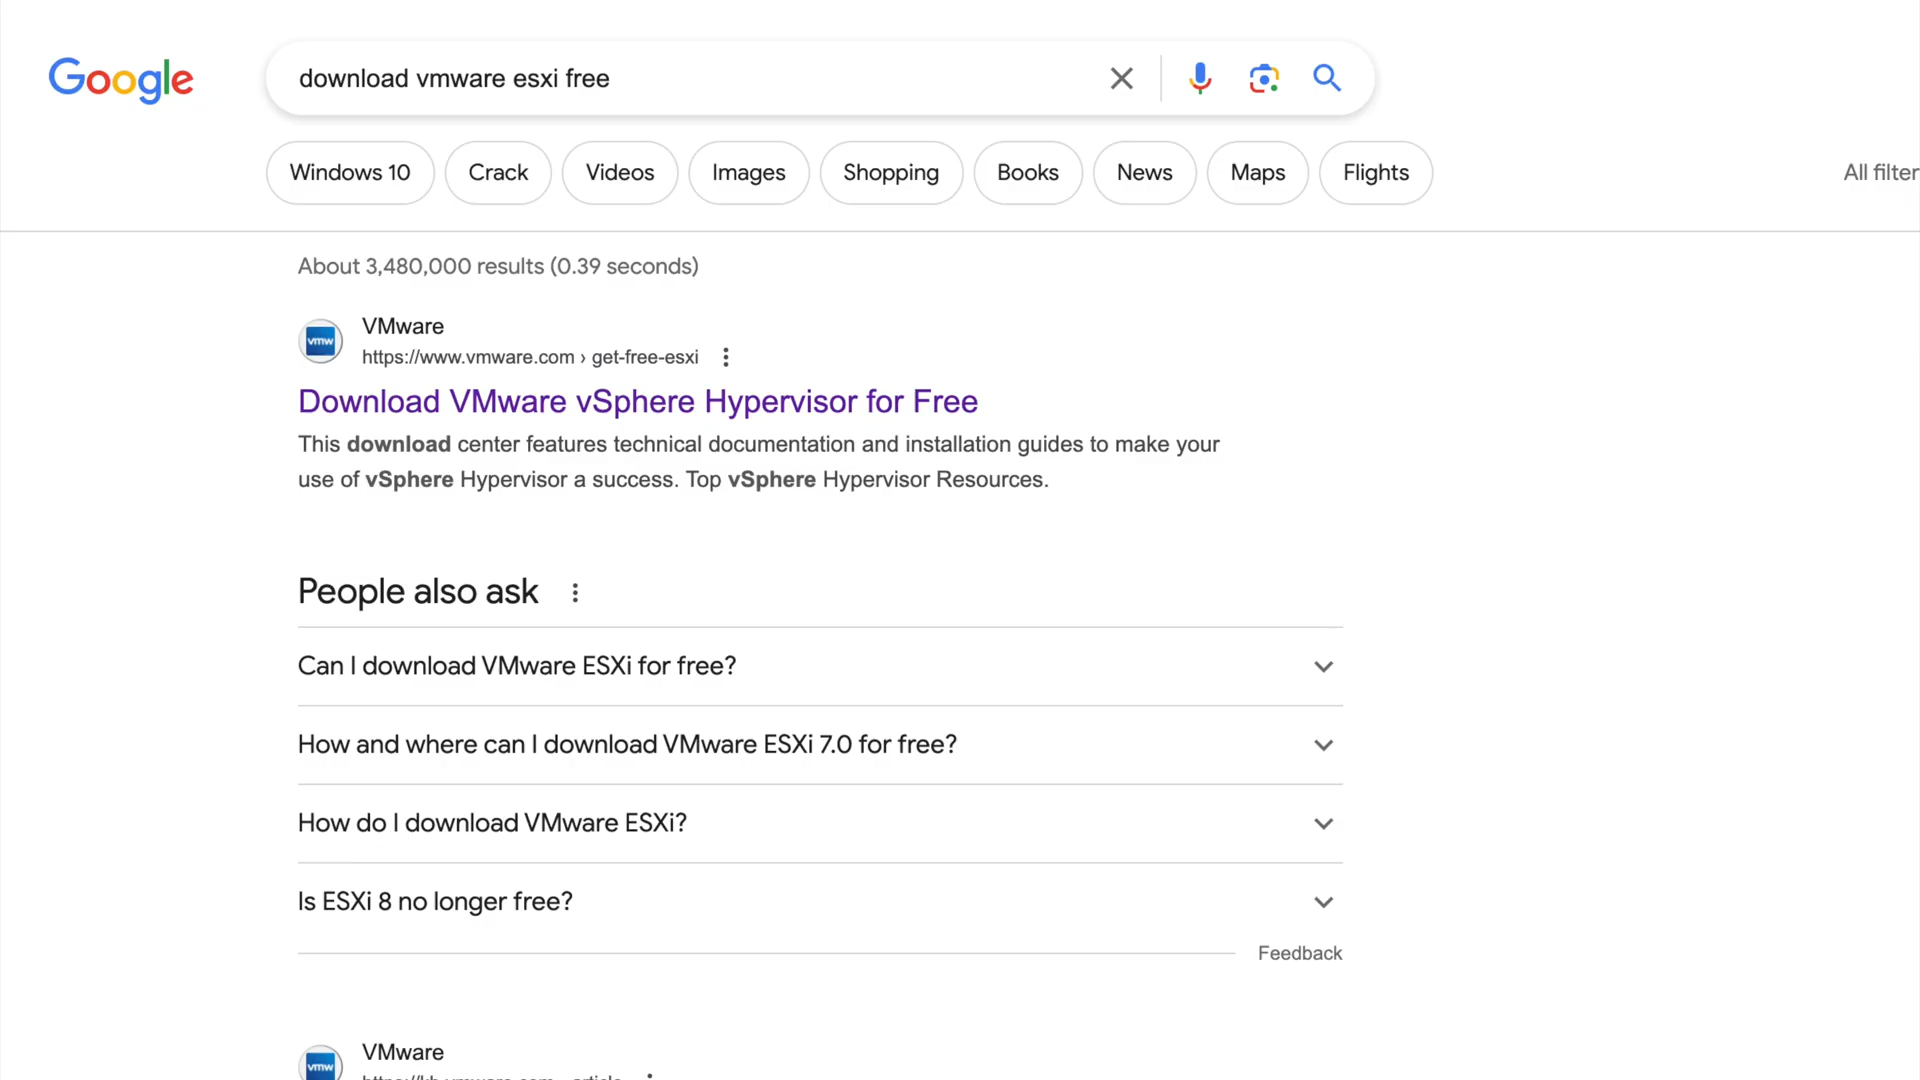 Google
download vmware esxi free
Windows 10
Crack
Videos
Images
Shopping
Books
News
Maps
Flights
All filter
About 3,480,000 results (0.39 seconds)
vmw
VMware
https://www.vmware.com › get-free-esxi
Download VMware vSphere Hypervisor for Free
This download center features technical documentation and installation guides to make your
use of vSphere Hypervisor a success. Top vSphere Hypervisor Resources.
People also ask
Can I download VMware ESXi for free?
How and where can I download VMware ESXi 7.0 for free?
How do I download VMware ESXi?
Is ESXi 8 no longer free?
Feedback
vmw
VMware
https://kb.vmware.com › article